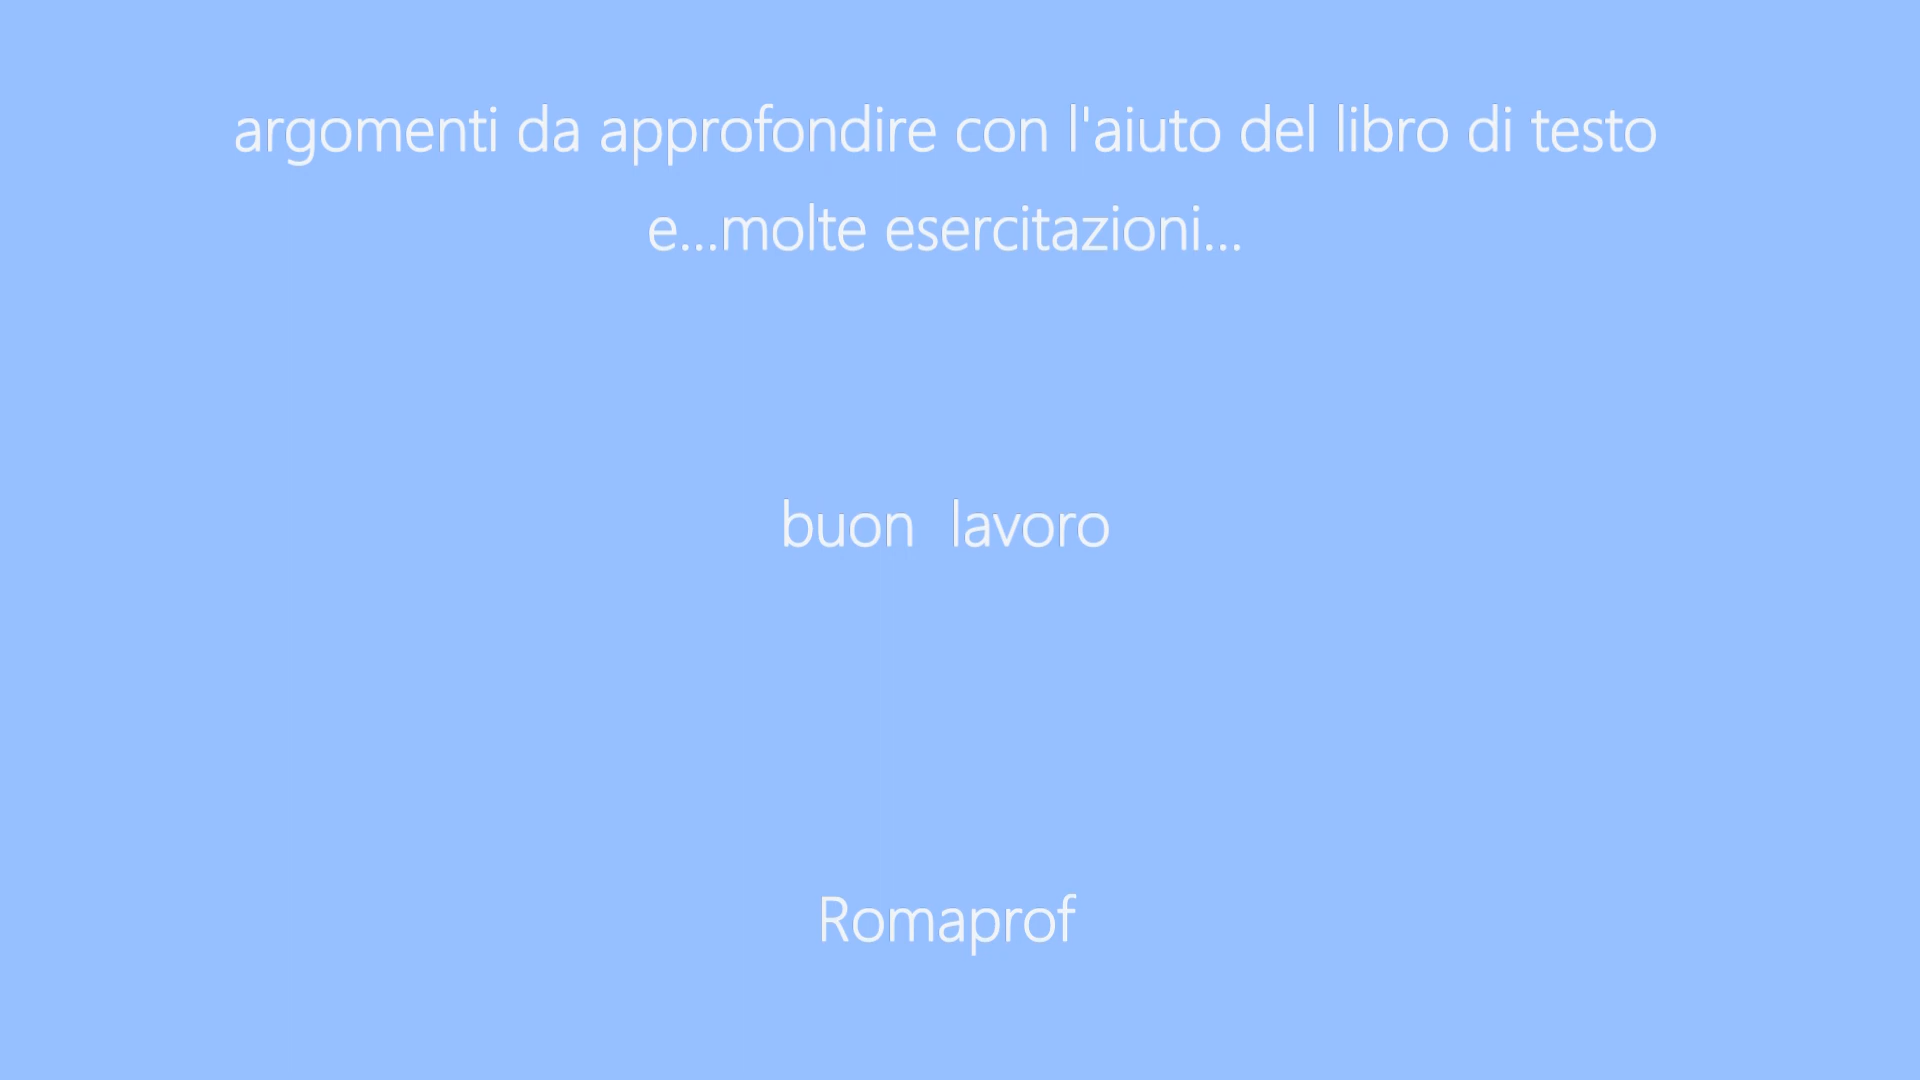 argomenti da approfondire con l'aiuto del libro di testo
e...molte esercitazioni...
buon  lavoro
Romaprof